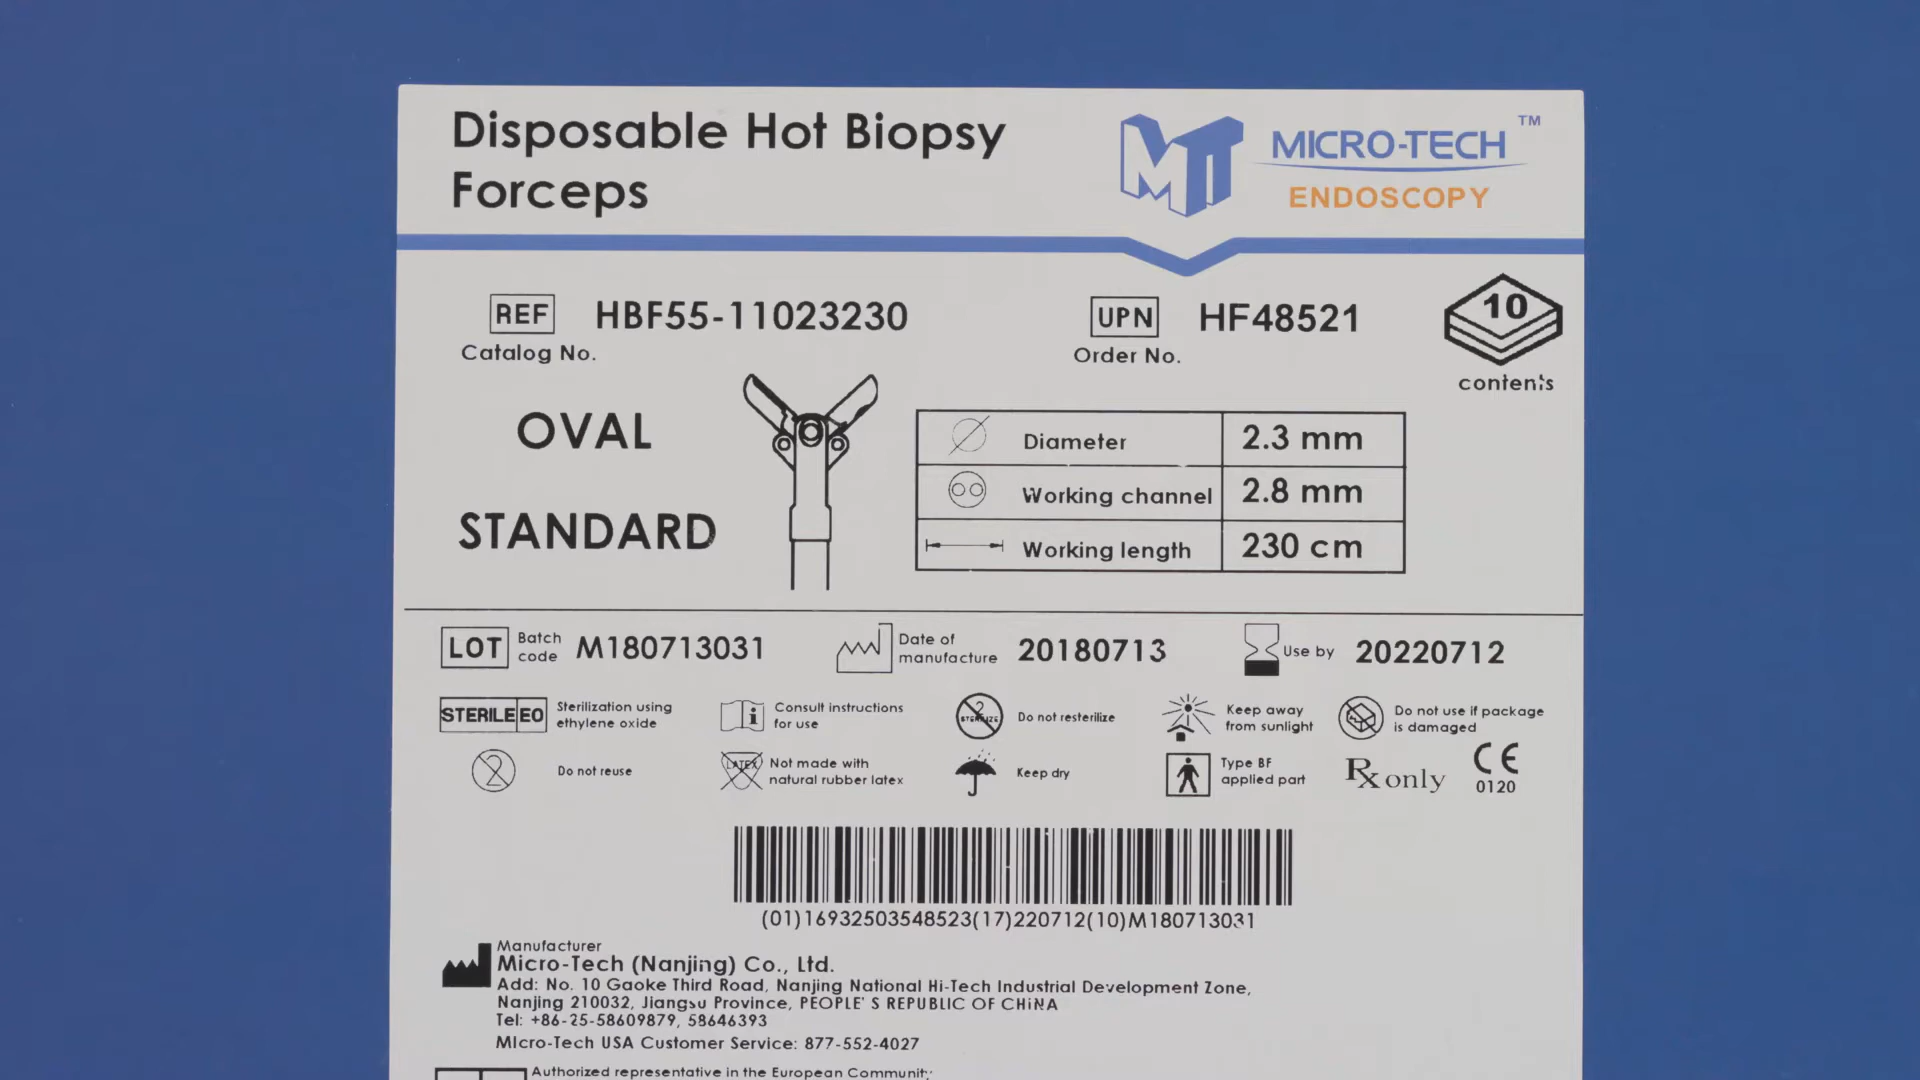 Disposable Hot Biopsy
Forceps
MICRO-TECH ™
ENDOSCOPY
REF HBF55-11023230
Catalog No.
UPN HF48521
Order No.
10
contents
OVAL
STANDARD
Diameter 2.3 mm
Working channel 2.8 mm
Working length 230 cm
LOT Batch code M180713031
Date of manufacture 20180713
Use by 20220712
STERILE EO Sterilization using ethylene oxide
Consult instructions for use
2 STERILIZE Do not resterilize
Keep away from sunlight
Do not use if package is damaged
2 Do not reuse
LATEX Not made with natural rubber latex
Keep dry
Type BF applied part
Rx only
CE 0120
(01)16932503548523(17)220712(10)M180713031
Manufacturer
Micro-Tech (Nanjing) Co., Ltd.
Add: No. 10 Gaoke Third Road, Nanjing National Hi-Tech Industrial Development Zone,
Nanjing 210032, Jiangsu Province, PEOPLE' S REPUBLIC OF CHINA
Tel: +86-25-58609879, 58646393
Micro-Tech USA Customer Service: 877-552-4027
Authorized representative in the European Community: